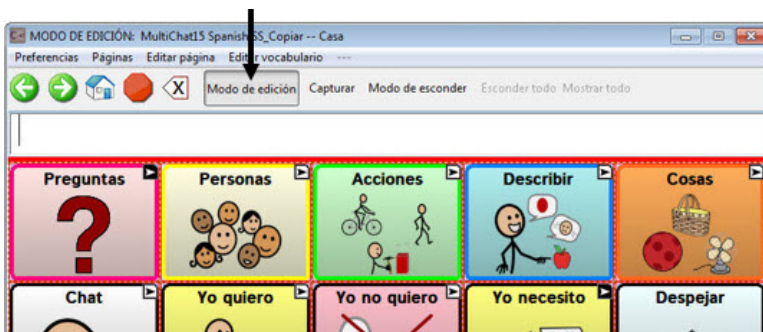 MODO DE EDICIÓN: MultiChat15 Spanish SS_Copiar -- Casa
Preferencias Páginas Editar página Editar vocabulario ---
X Modo de edición Capturar Modo de esconder Esconder todo Mostrar todo
Preguntas Personas Acciones Describir Cosas
?
Chat Yo quiero Yo no quiero Yo necesito Despejar